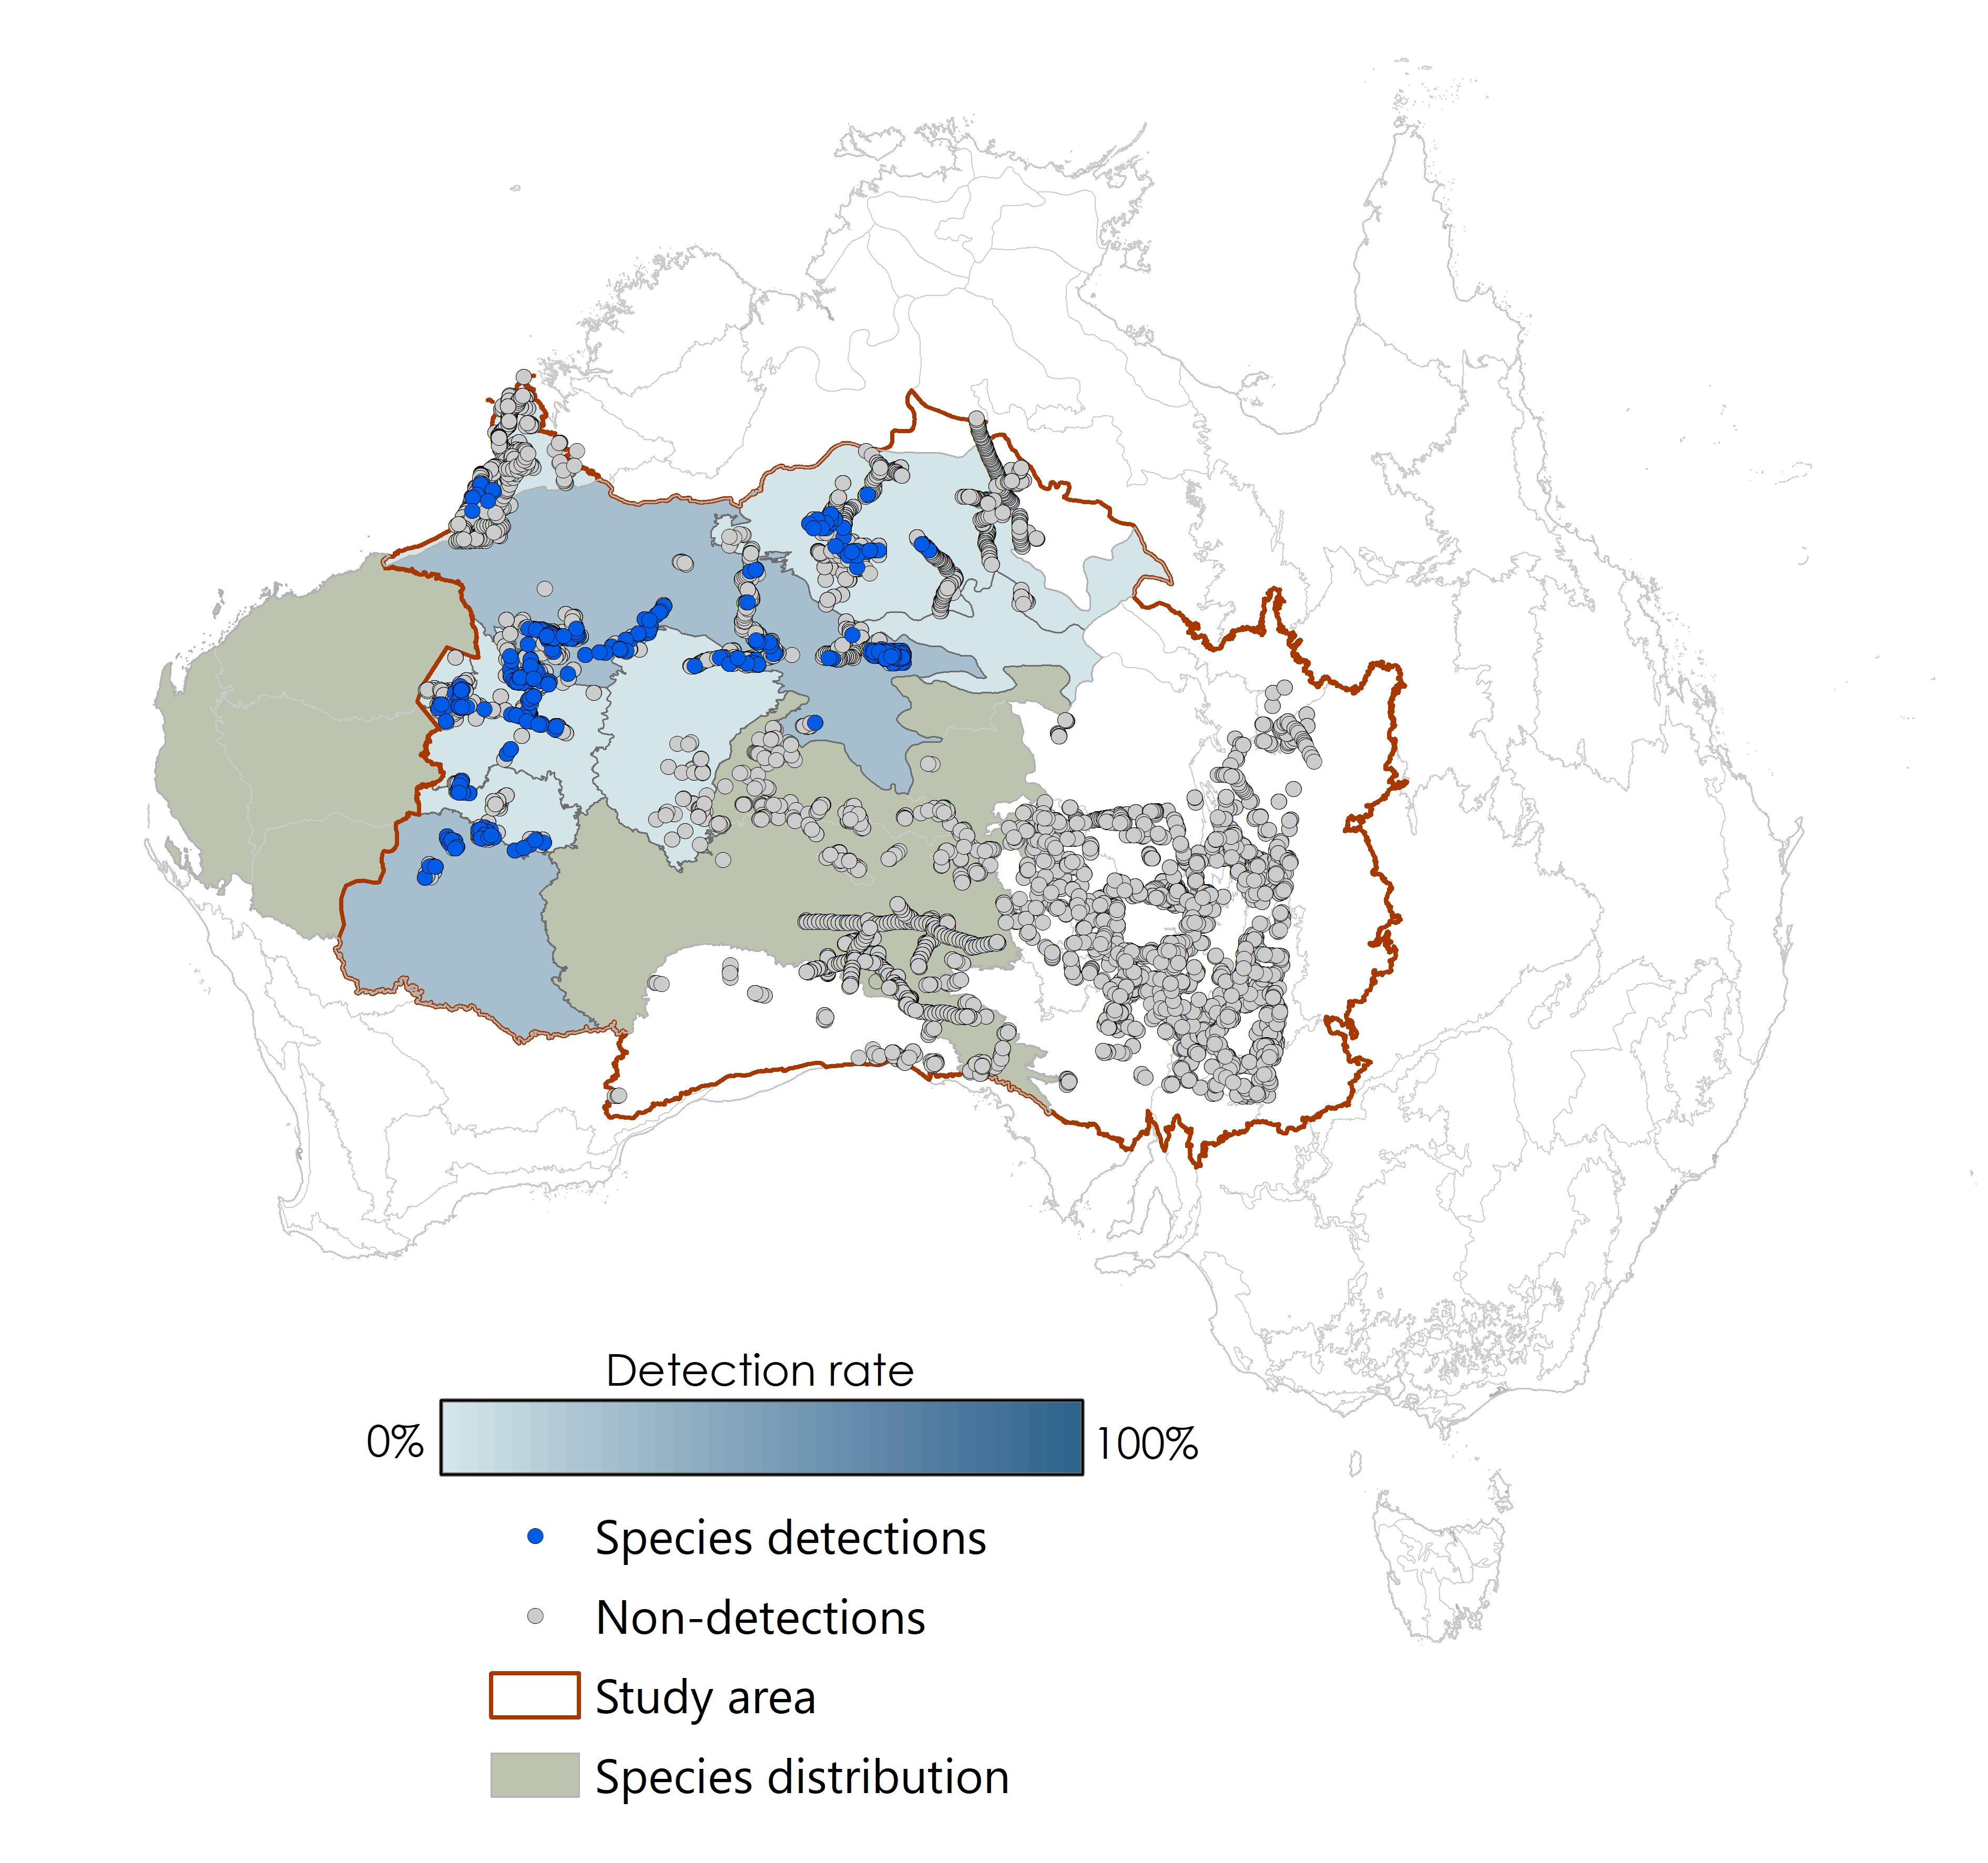 Detection rate
0% 100%
Species detections
Non-detections
Study area
Species distribution